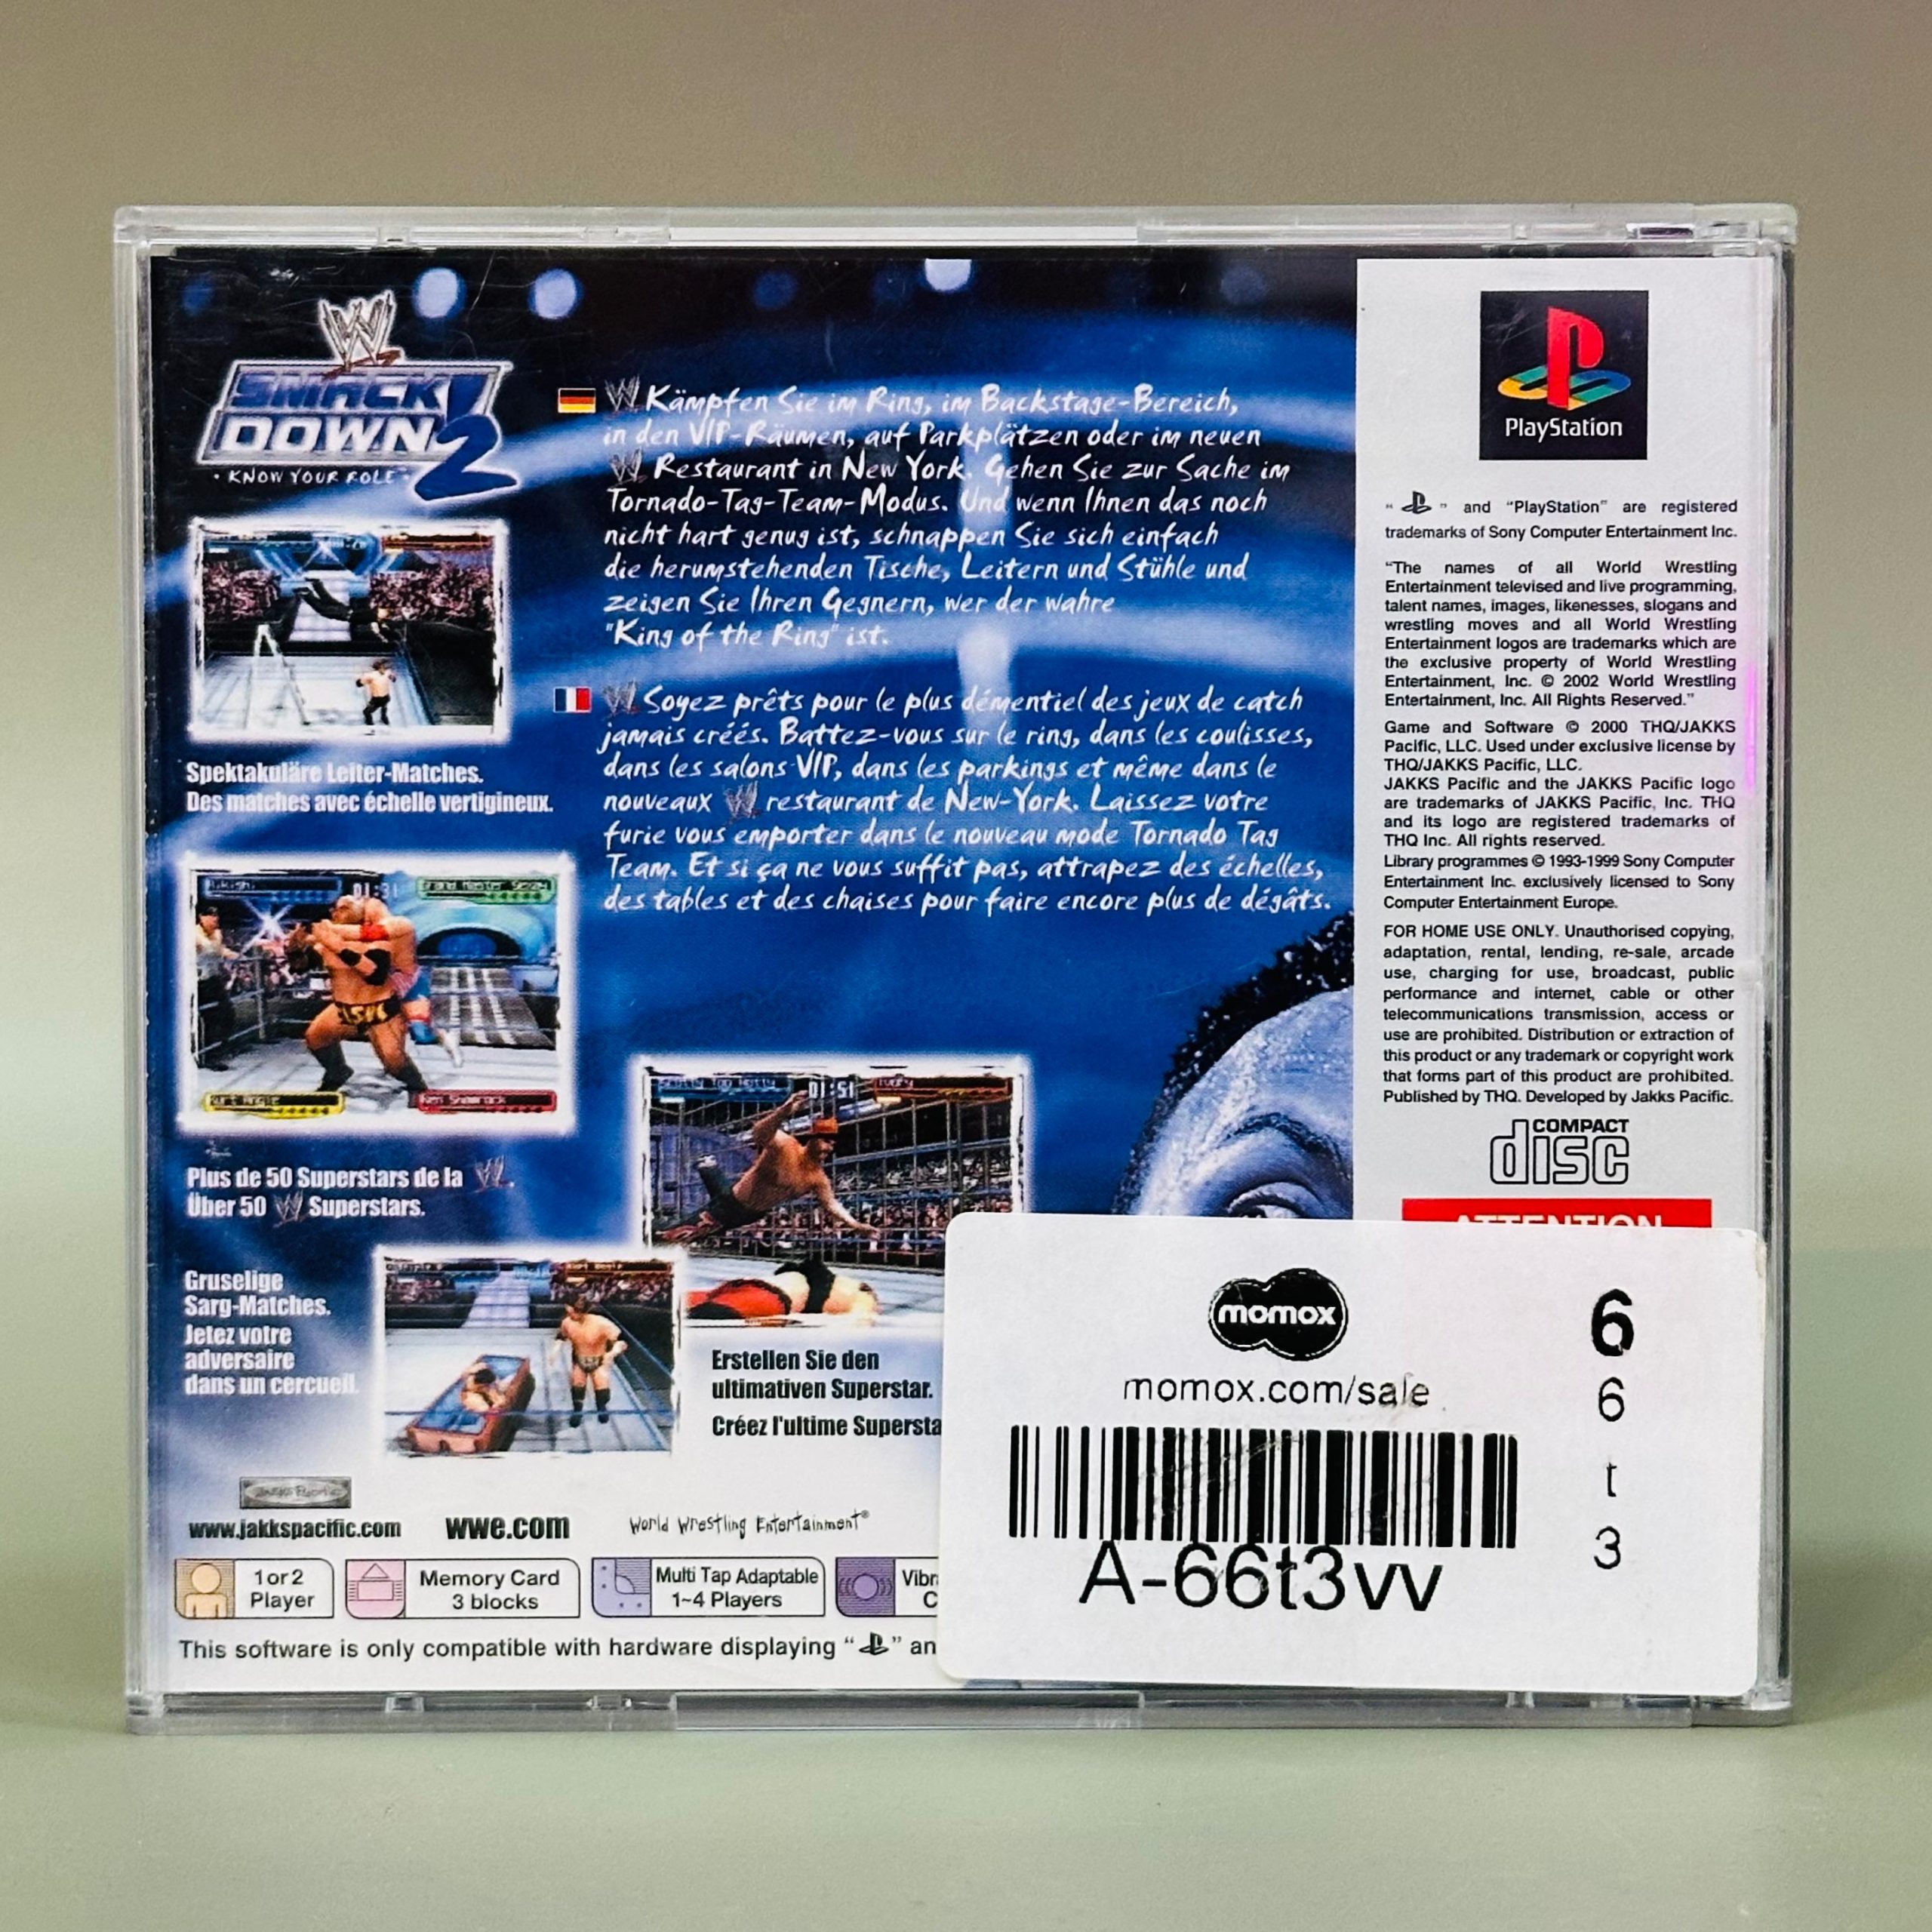 W
SMACK
DOWN! 2
· KNOW YOUR ROLE ·
Kämpfen Sie im Ring, im Backstage-Bereich,
in den VIP-Räumen, auf Parkplätzen oder im neuen
W Restaurant in New York. Gehen Sie zur Sache im
Tornado-Tag-Team-Modus. Und wenn Ihnen das noch
nicht hart genug ist, schnappen Sie sich einfach
die herumstehenden Tische, Leitern und Stühle und
zeigen Sie Ihren Gegnern, wer der wahre
"King of the Ring" ist.
Soyez prêts pour le plus démentiel des jeux de catch
jamais créés. Battez-vous sur le ring, dans les coulisses,
dans les salons VIP, dans les parkings et même dans le
nouveaux W restaurant de New-York. Laissez votre
furie vous emporter dans le nouveau mode Tornado Tag
Team. Et si ça ne vous suffit pas, attrapez des échelles,
des tables et des chaises pour faire encore plus de dégâts.
Spektakuläre Leiter-Matches.
Des matches avec échelle vertigineux.
Rikishi
01:31
Grand Master Sexay
Kurt Angle
Ken Shamrock
Plus de 50 Superstars de la W.
Über 50 W Superstars.
Scotty Too Hotty
01:51
Ivory
Gruselige
Sarg-Matches.
Jetez votre
adversaire
dans un cercueil.
Erstellen Sie den
ultimativen Superstar.
Créez l'ultime Supersta
JAKKS Pacific
www.jakkspacific.com
wwe.com
World Wrestling Entertainment®
1 or 2
Player
Memory Card
3 blocks
Multi Tap Adaptable
1~4 Players
Vibr
C
This software is only compatible with hardware displaying " " an
PlayStation
" " and "PlayStation" are registered
trademarks of Sony Computer Entertainment Inc.
"The names of all World Wrestling
Entertainment televised and live programming,
talent names, images, likenesses, slogans and
wrestling moves and all World Wrestling
Entertainment logos are trademarks which are
the exclusive property of World Wrestling
Entertainment, Inc. © 2002 World Wrestling
Entertainment, Inc. All Rights Reserved."
Game and Software © 2000 THQ/JAKKS
Pacific, LLC. Used under exclusive license by
THQ/JAKKS Pacific, LLC.
JAKKS Pacific and the JAKKS Pacific logo
are trademarks of JAKKS Pacific, Inc. THQ
and its logo are registered trademarks of
THQ Inc. All rights reserved.
Library programmes © 1993-1999 Sony Computer
Entertainment Inc. exclusively licensed to Sony
Computer Entertainment Europe.
FOR HOME USE ONLY. Unauthorised copying,
adaptation, rental, lending, re-sale, arcade
use, charging for use, broadcast, public
performance and internet, cable or other
telecommunications transmission, access or
use are prohibited. Distribution or extraction of
this product or any trademark or copyright work
that forms part of this product are prohibited.
Published by THQ. Developed by Jakks Pacific.
COMPACT
disc
ATTENTION
momox
momox.com/sale
A-66t3vv
6
6
t
3